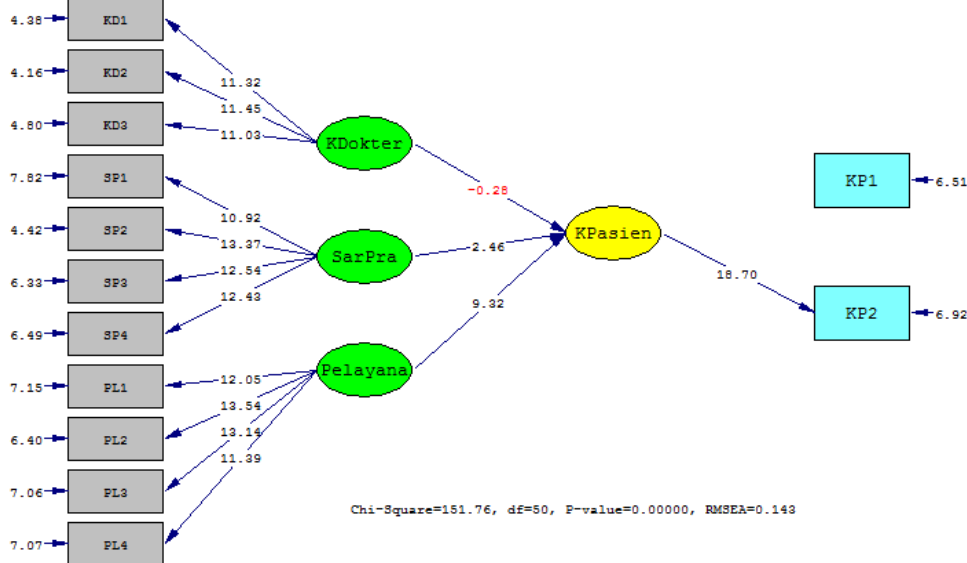 4.38 KD1
4.16 KD2
4.80 KD3
7.82 SP1
4.42 SP2
6.33 SP3
6.49 SP4
7.15 PL1
6.40 PL2
7.06 PL3
7.07 PL4
11.32
11.45
11.03
10.92
13.37
12.54
12.43
12.05
13.54
13.14
11.39
KDokter
SarPra
Pelayana
-0.28
2.46
9.32
KPasien
18.70
KP1 6.51
KP2 6.92
Chi-Square=151.76, df=50, P-value=0.00000, RMSEA=0.143